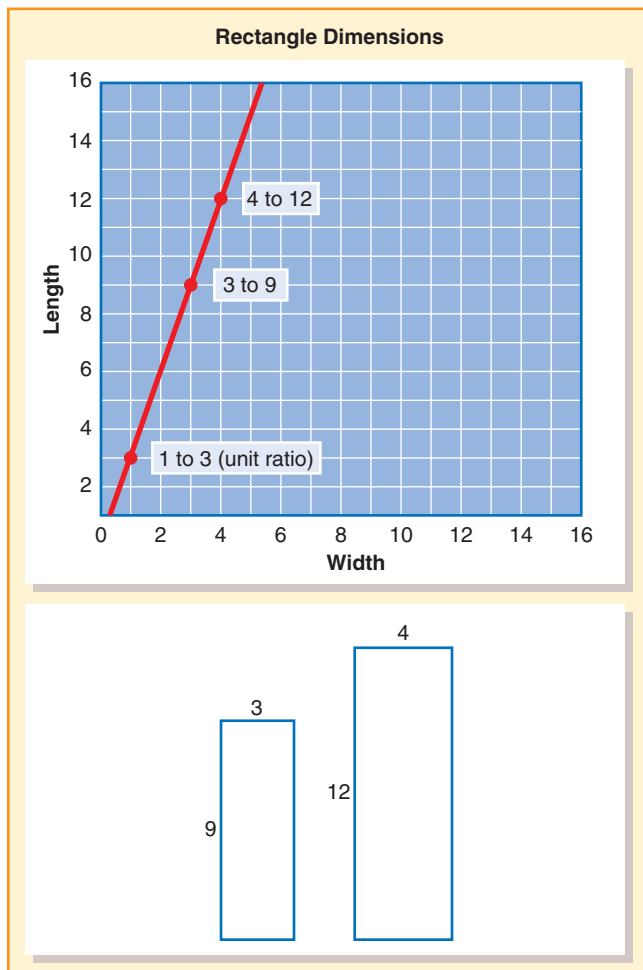 Rectangle Dimensions
16
14
12
10
8
6
4
2
Length
4 to 12
3 to 9
1 to 3 (unit ratio)
0 2 4 6 8 10 12 14 16
Width
3
9
4
12